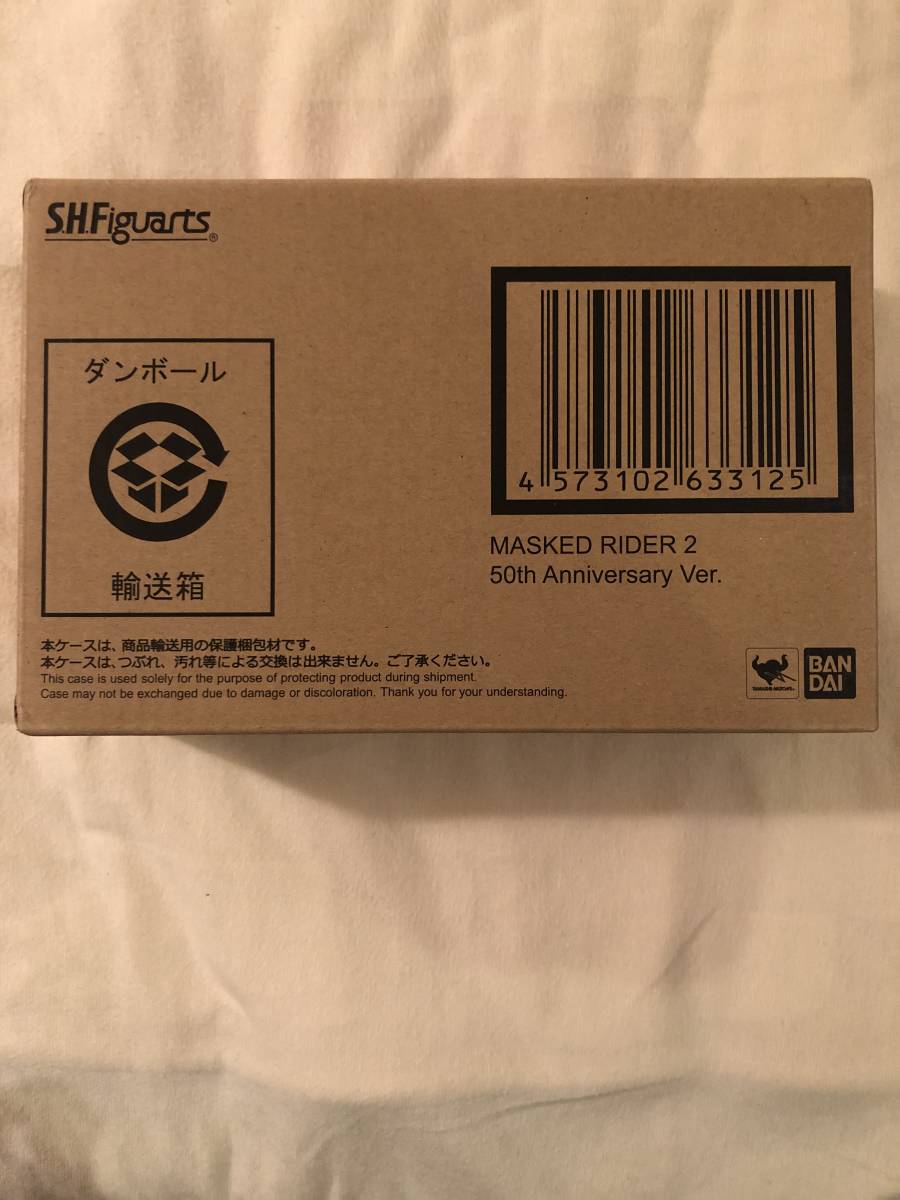 S.H.Figuarts®
ダンボール
輸送箱
4 573102 633125
MASKED RIDER 2
50th Anniversary Ver.
本ケースは、商品輸送用の保護梱包材です。
本ケースは、つぶれ、汚れ等による交換は出来ません。ご了承ください。
This case is used solely for the purpose of protecting product during shipment.
Case may not be exchanged due to damage or discoloration. Thank you for your understanding.
BAN
DAI